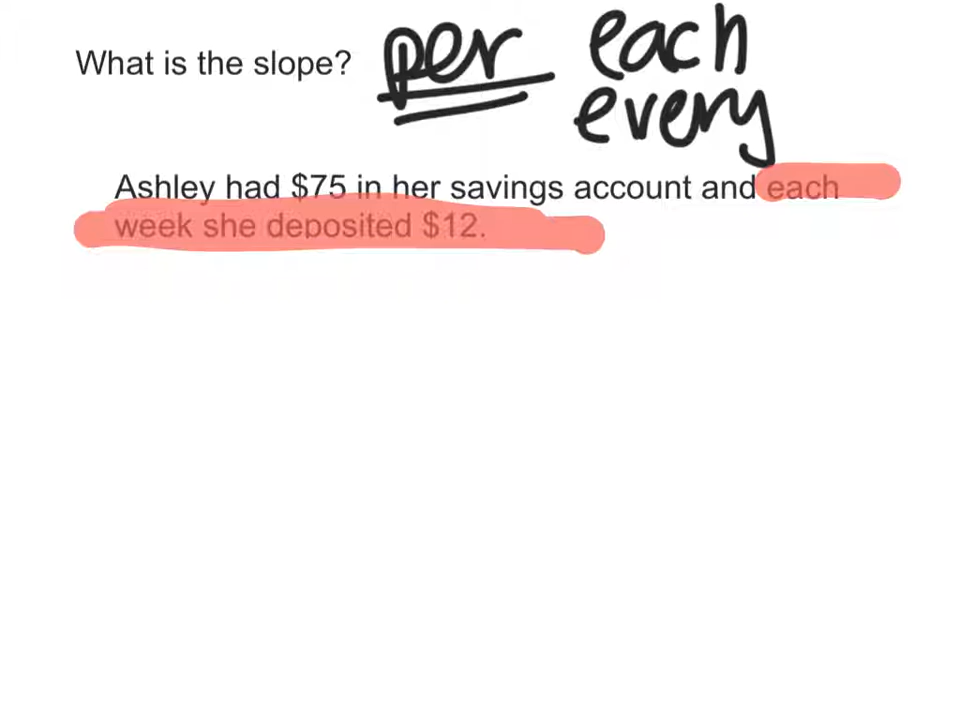 What is the slope? per each
every
Ashley had $75 in her savings account and each
week she deposited $12.